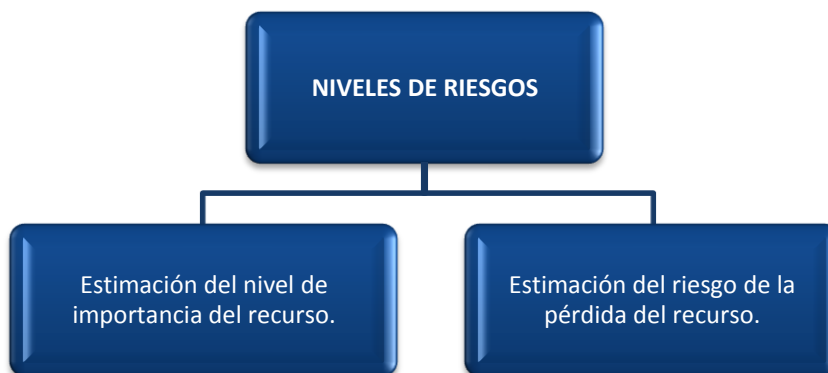 NIVELES DE RIESGOS
Estimación del nivel de
importancia del recurso.
Estimación del riesgo de la
pérdida del recurso.